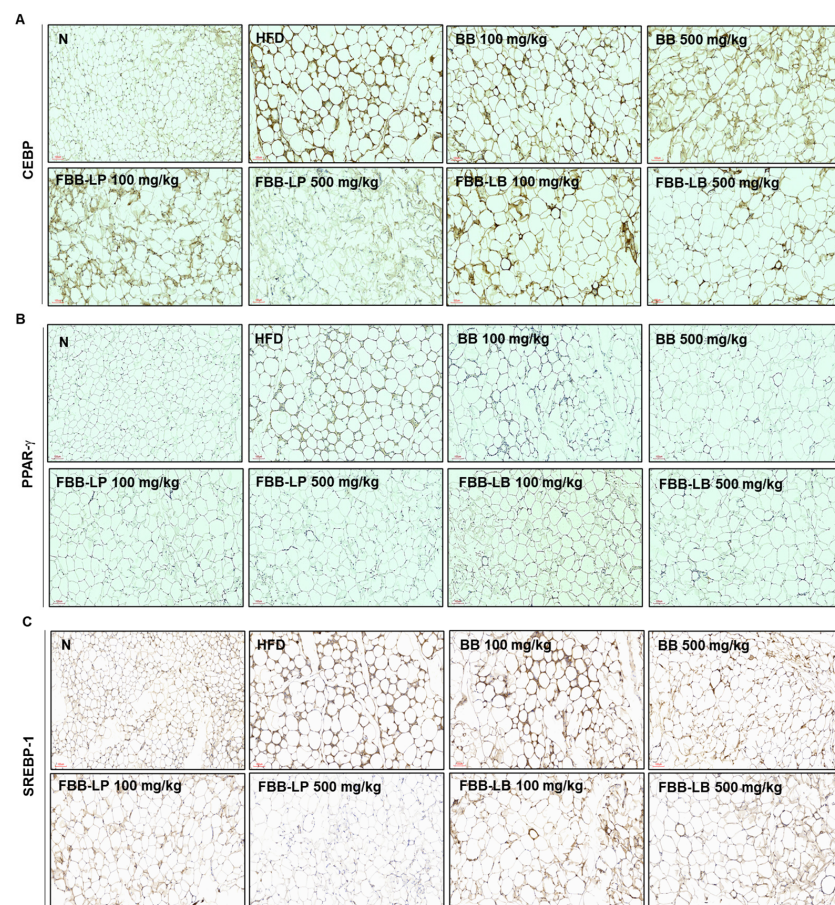 A
N
HFD
BB 100 mg/kg
BB 500 mg/kg
CEBP
FBB-LP 100 mg/kg
FBB-LP 500 mg/kg
FBB-LB 100 mg/kg
FBB-LB 500 mg/kg
B
N
HFD
BB 100 mg/kg
BB 500 mg/kg
PPAR-γ
FBB-LP 100 mg/kg
FBB-LP 500 mg/kg
FBB-LB 100 mg/kg
FBB-LB 500 mg/kg
C
N
HFD
BB 100 mg/kg
BB 500 mg/kg
SREBP-1
FBB-LP 100 mg/kg
FBB-LP 500 mg/kg
FBB-LB 100 mg/kg
FBB-LB 500 mg/kg